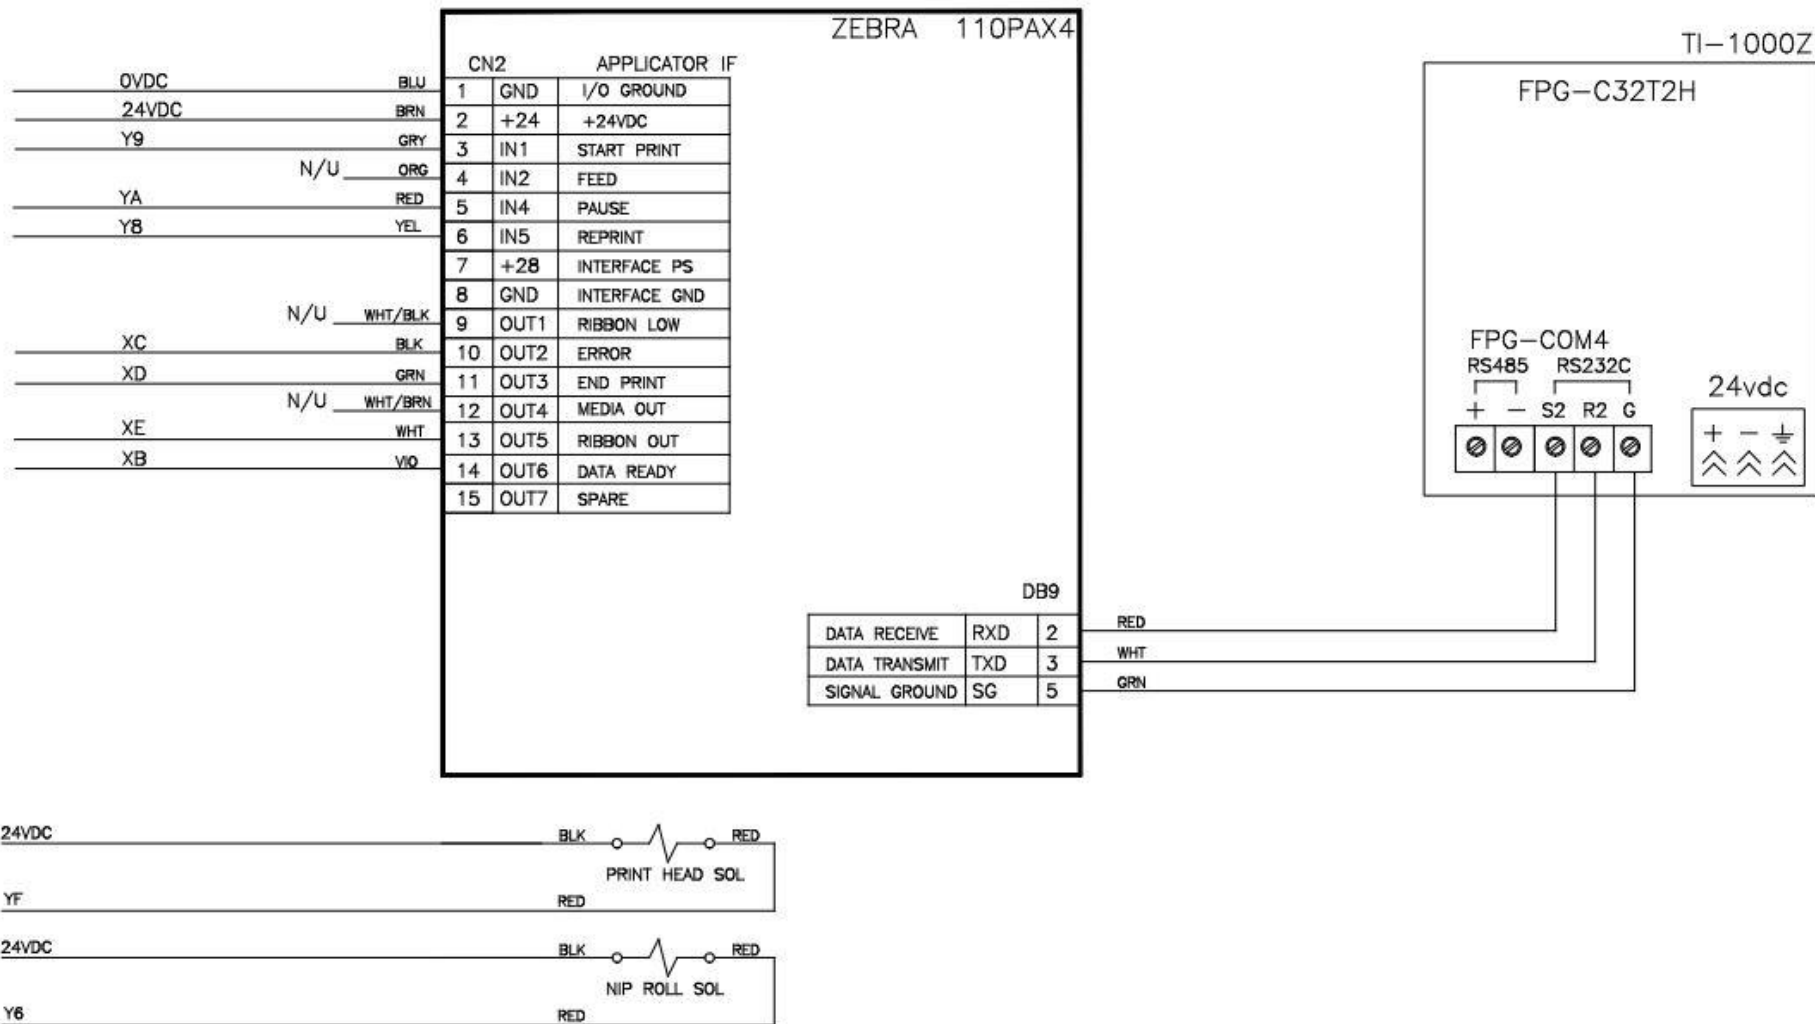 ZEBRA 110PAX4
TI-1000Z
CN2 APPLICATOR IF
FPG-C32T2H
0VDC BLU 1 GND I/O GROUND
24VDC BRN 2 +24 +24VDC
Y9 GRY 3 IN1 START PRINT
N/U ORG 4 IN2 FEED
YA RED 5 IN4 PAUSE
Y8 YEL 6 IN5 REPRINT
7 +28 INTERFACE PS
8 GND INTERFACE GND
N/U WHT/BLK 9 OUT1 RIBBON LOW
XC BLK 10 OUT2 ERROR
XD GRN 11 OUT3 END PRINT
N/U WHT/BRN 12 OUT4 MEDIA OUT
XE WHT 13 OUT5 RIBBON OUT
XB VIO 14 OUT6 DATA READY
15 OUT7 SPARE
FPG-COM4
RS485 RS232C
+ - S2 R2 G
24vdc
+ -
DB9
DATA RECEIVE RXD 2 RED
DATA TRANSMIT TXD 3 WHT
SIGNAL GROUND SG 5 GRN
24VDC BLK RED
PRINT HEAD SOL
YF RED
24VDC BLK RED
NIP ROLL SOL
Y6 RED